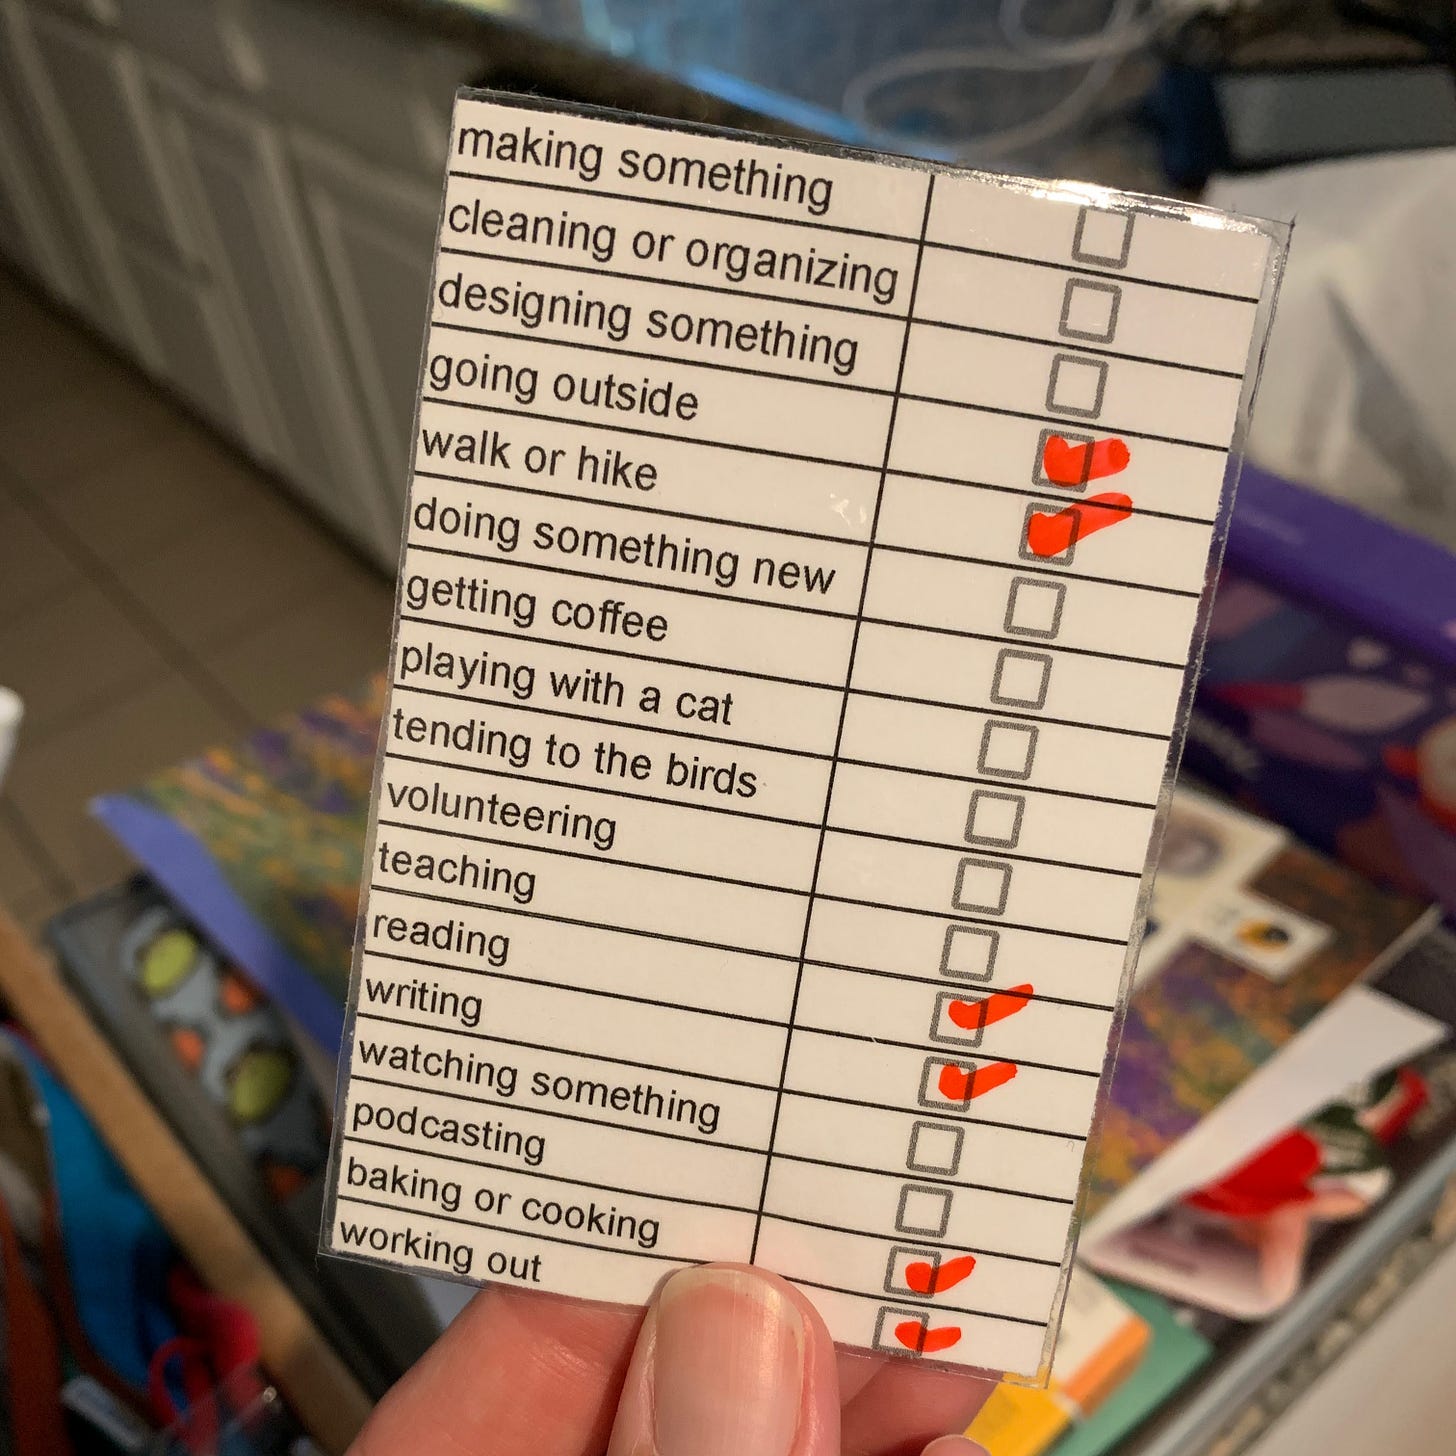 making something
cleaning or organizing
designing something
going outside
walk or hike
doing something new
getting coffee
playing with a cat
tending to the birds
volunteering
teaching
reading
writing
watching something
podcasting
baking or cooking
working out